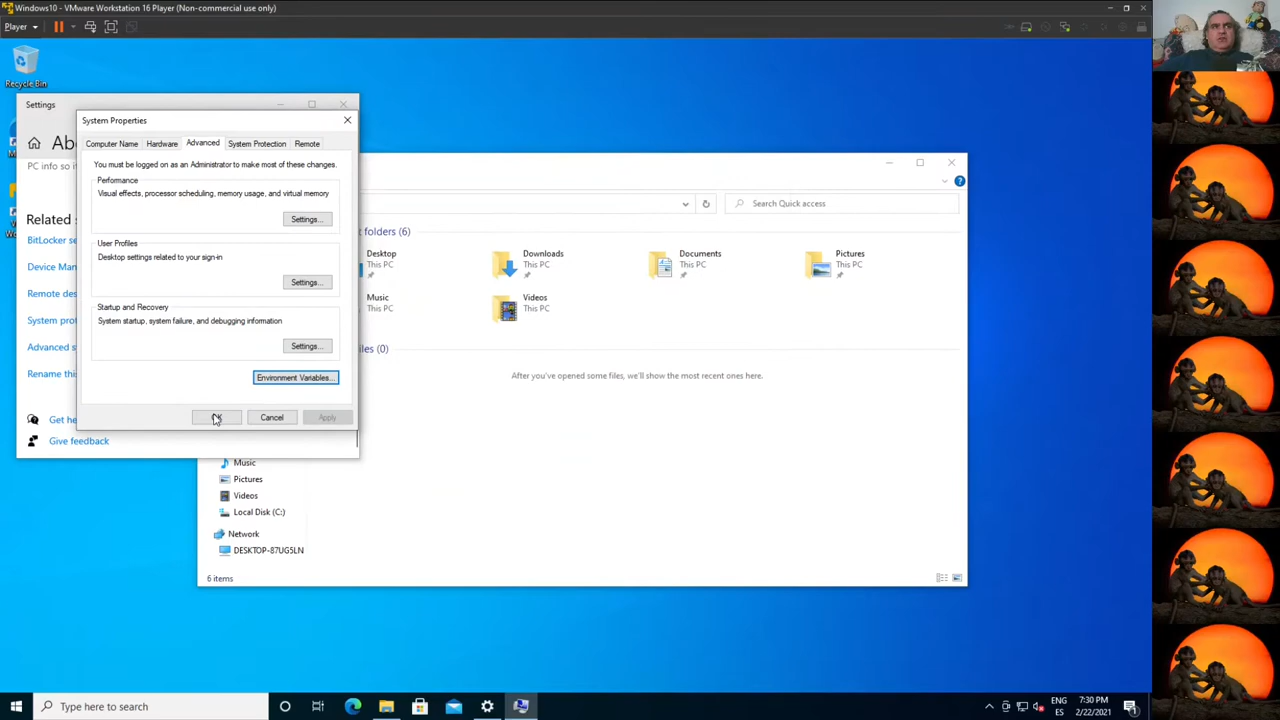 Windows10 - VMware Workstation 16 Player (Non-commercial use only)
Player
Recycle Bin
Settings
System Properties
Computer Name Hardware Advanced System Protection Remote
You must be logged on as an Administrator to make most of these changes.
Performance
Visual effects, processor scheduling, memory usage, and virtual memory
Settings...
User Profiles
Desktop settings related to your sign-in
Settings...
Startup and Recovery
System startup, system failure, and debugging information
Settings...
Environment Variables...
Cancel Apply
PC info so
Related
BitLocker se
Device Man
Remote des
System prot
Advanced s
Rename this
Get he
Give feedback
Search Quick access
t folders (6)
Desktop
This PC
Downloads
This PC
Documents
This PC
Pictures
This PC
Music
This PC
Videos
This PC
iles (0)
After you've opened some files, we'll show the most recent ones here.
Music
Pictures
Videos
Local Disk (C:)
Network
DESKTOP-87UG5LN
6 items
Type here to search
ENG
ES
7:30 PM
2/22/2021